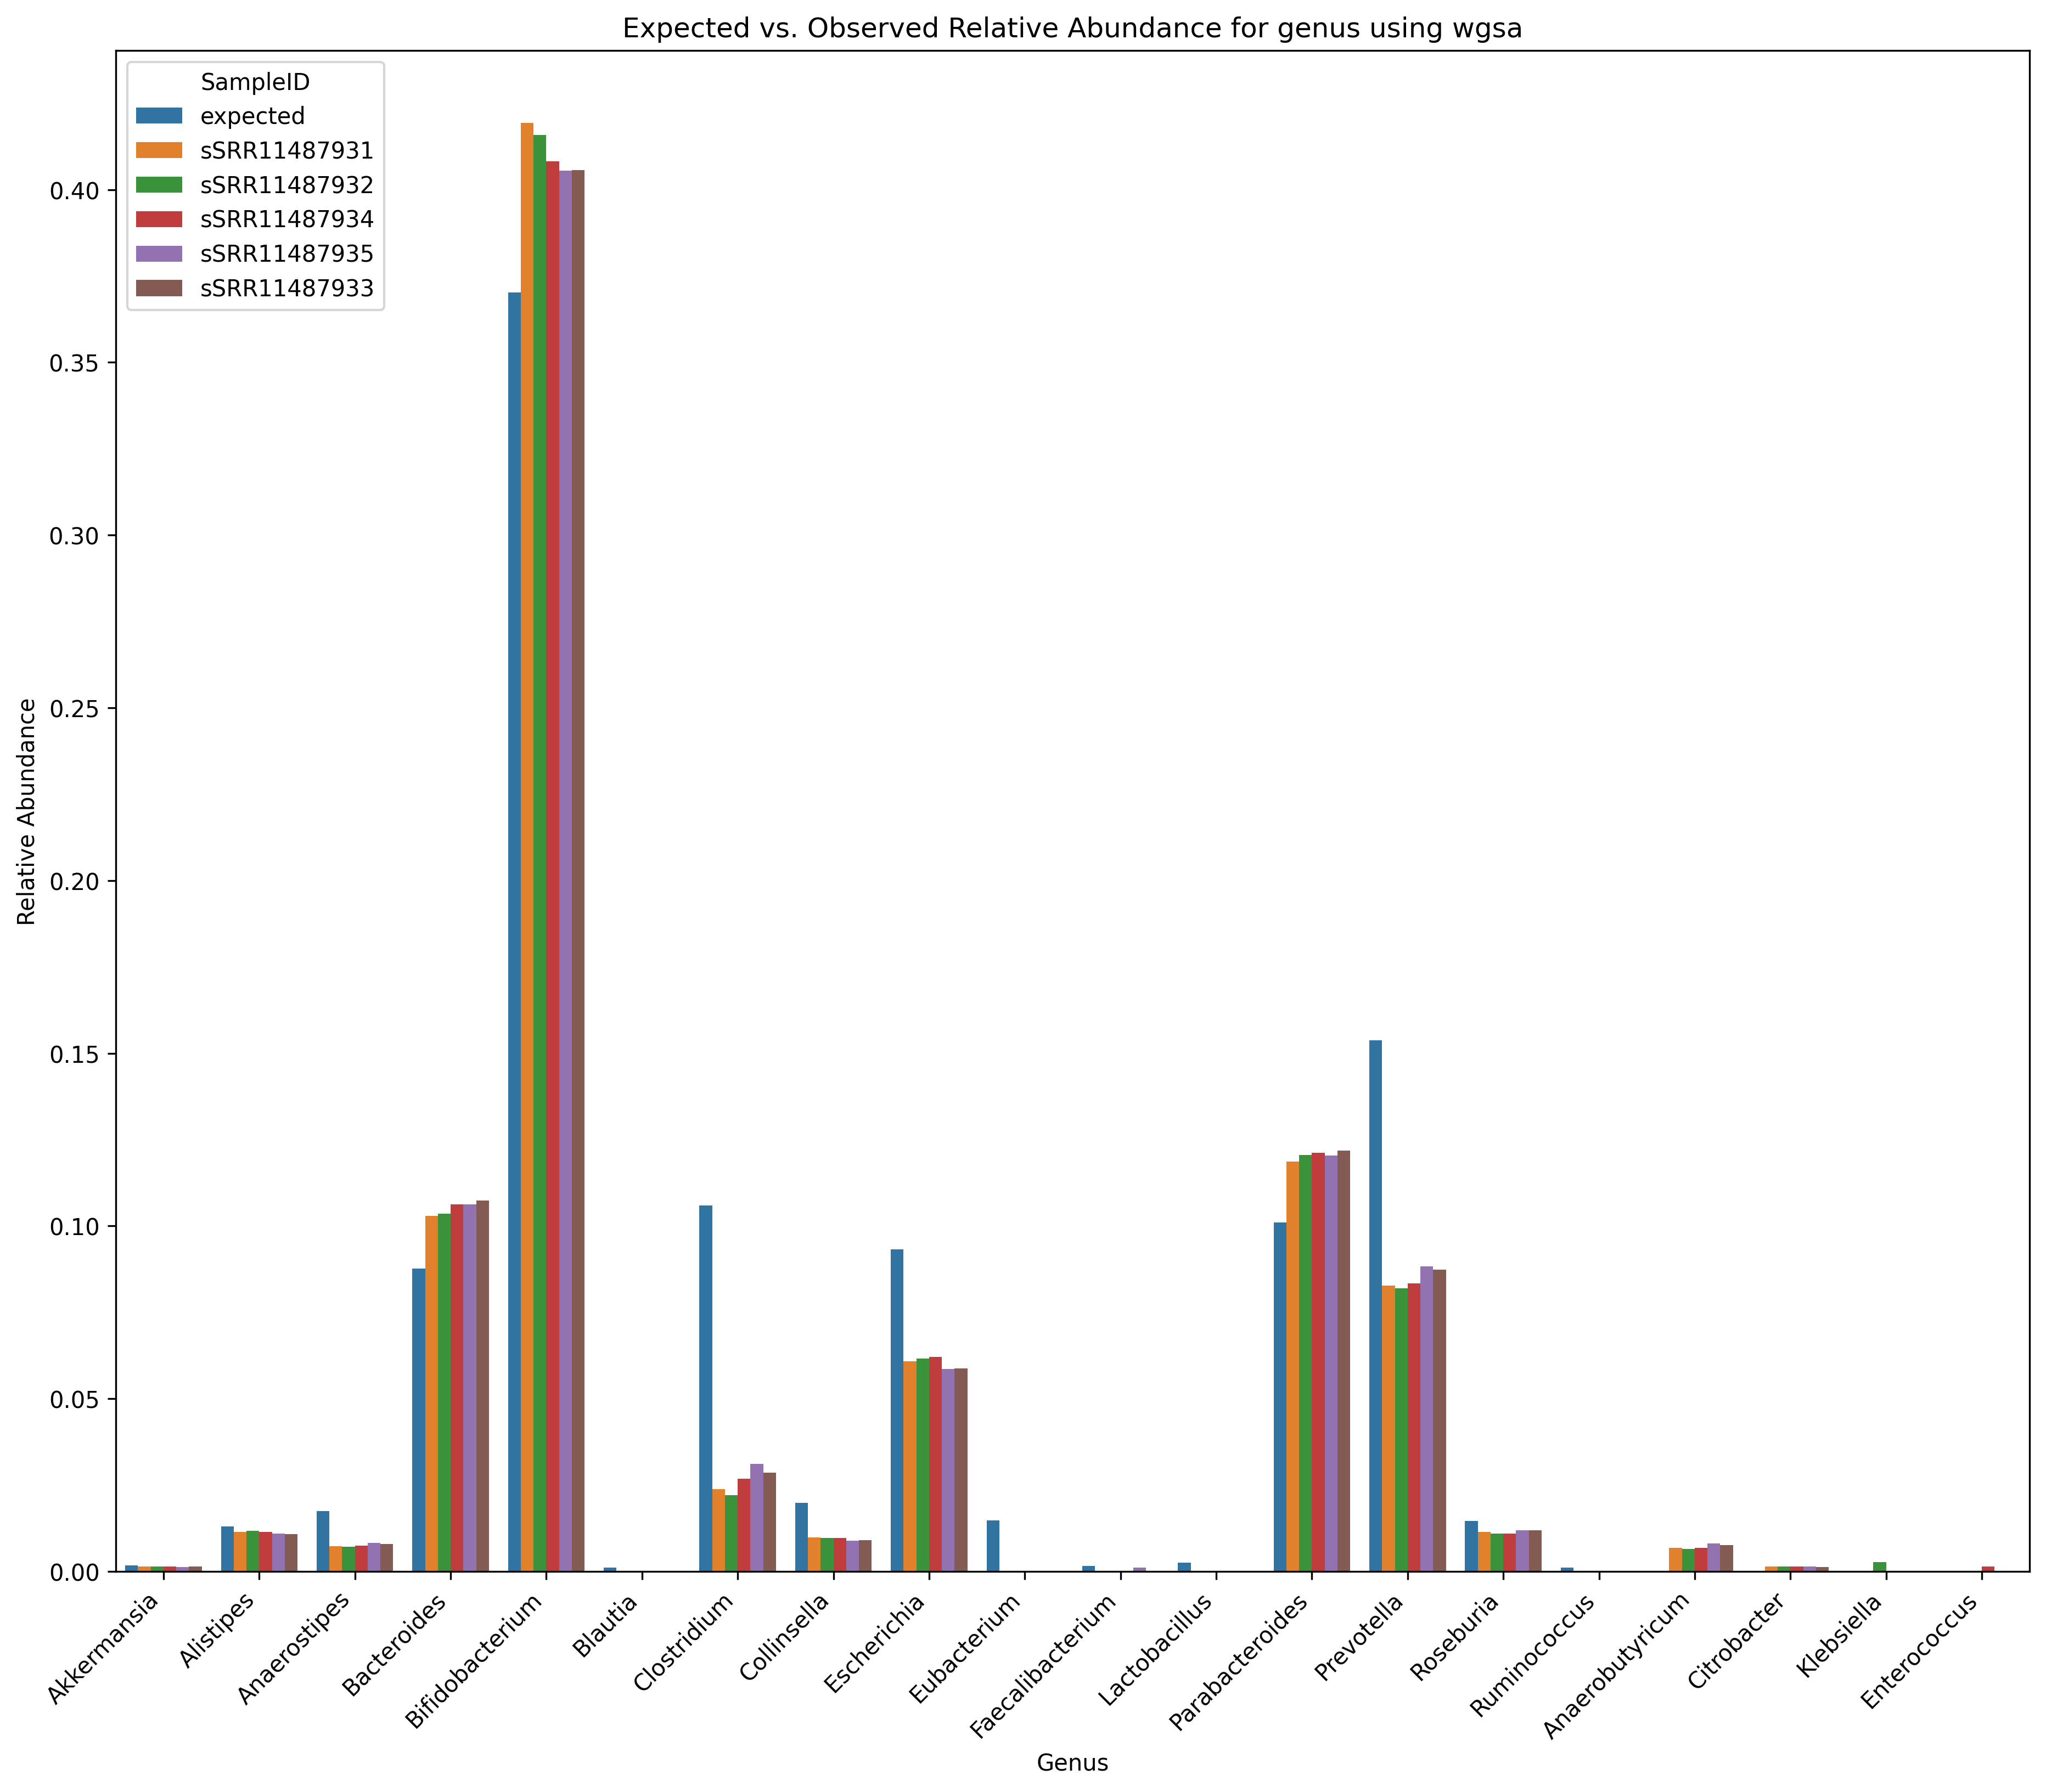 Expected vs. Observed Relative Abundance for genus using wgsa
SampleID
expected
sSRR11487931
sSRR11487932
sSRR11487934
sSRR11487935
sSRR11487933
Relative Abundance
0.40
0.35
0.30
0.25
0.20
0.15
0.10
0.05
0.00
Akkermansia
Alistipes
Anaerostipes
Bacteroides
Bifidobacterium
Blautia
Clostridium
Collinsella
Escherichia
Eubacterium
Faecalibacterium
Lactobacillus
Parabacteroides
Prevotella
Roseburia
Ruminococcus
Anaerobutyricum
Citrobacter
Klebsiella
Enterococcus
Genus